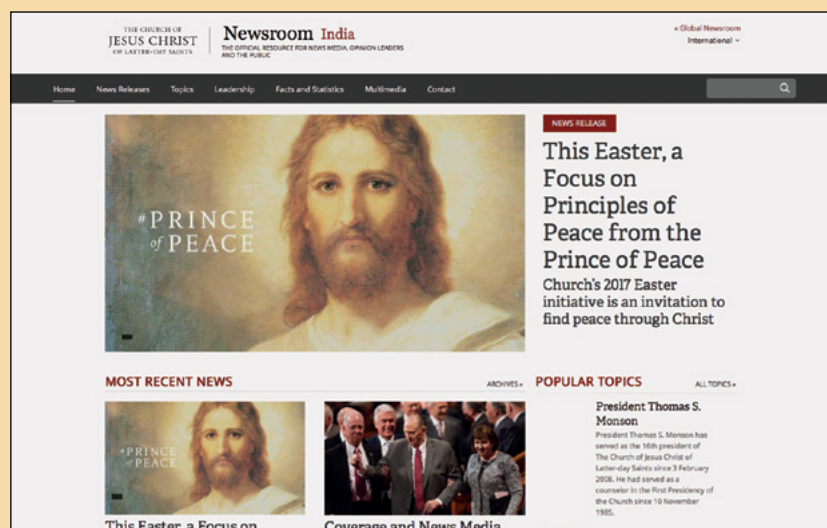 THE CHURCH OF
JESUS CHRIST
OF LATTER-DAY SAINTS
Newsroom India
THE OFFICIAL RESOURCE FOR NEWS MEDIA, OPINION LEADERS
AND THE PUBLIC
« Global Newsroom
International
Home News Releases Topics Leadership Facts and Statistics Multimedia Contact
#PRINCE
of PEACE
NEWS RELEASE
This Easter, a
Focus on
Principles of
Peace from the
Prince of Peace
Church's 2017 Easter
initiative is an invitation to
find peace through Christ
MOST RECENT NEWS
ARCHIVES »
#PRINCE
of PEACE
This Easter, a Focus on
Coverage and News Media
POPULAR TOPICS
ALL TOPICS »
President Thomas S.
Monson
President Thomas S. Monson has
served as the 16th president of
The Church of Jesus Christ of
Latter-day Saints since 3 February
2008. He had served as a
counselor in the First Presidency of
the Church since 10 November
1985.